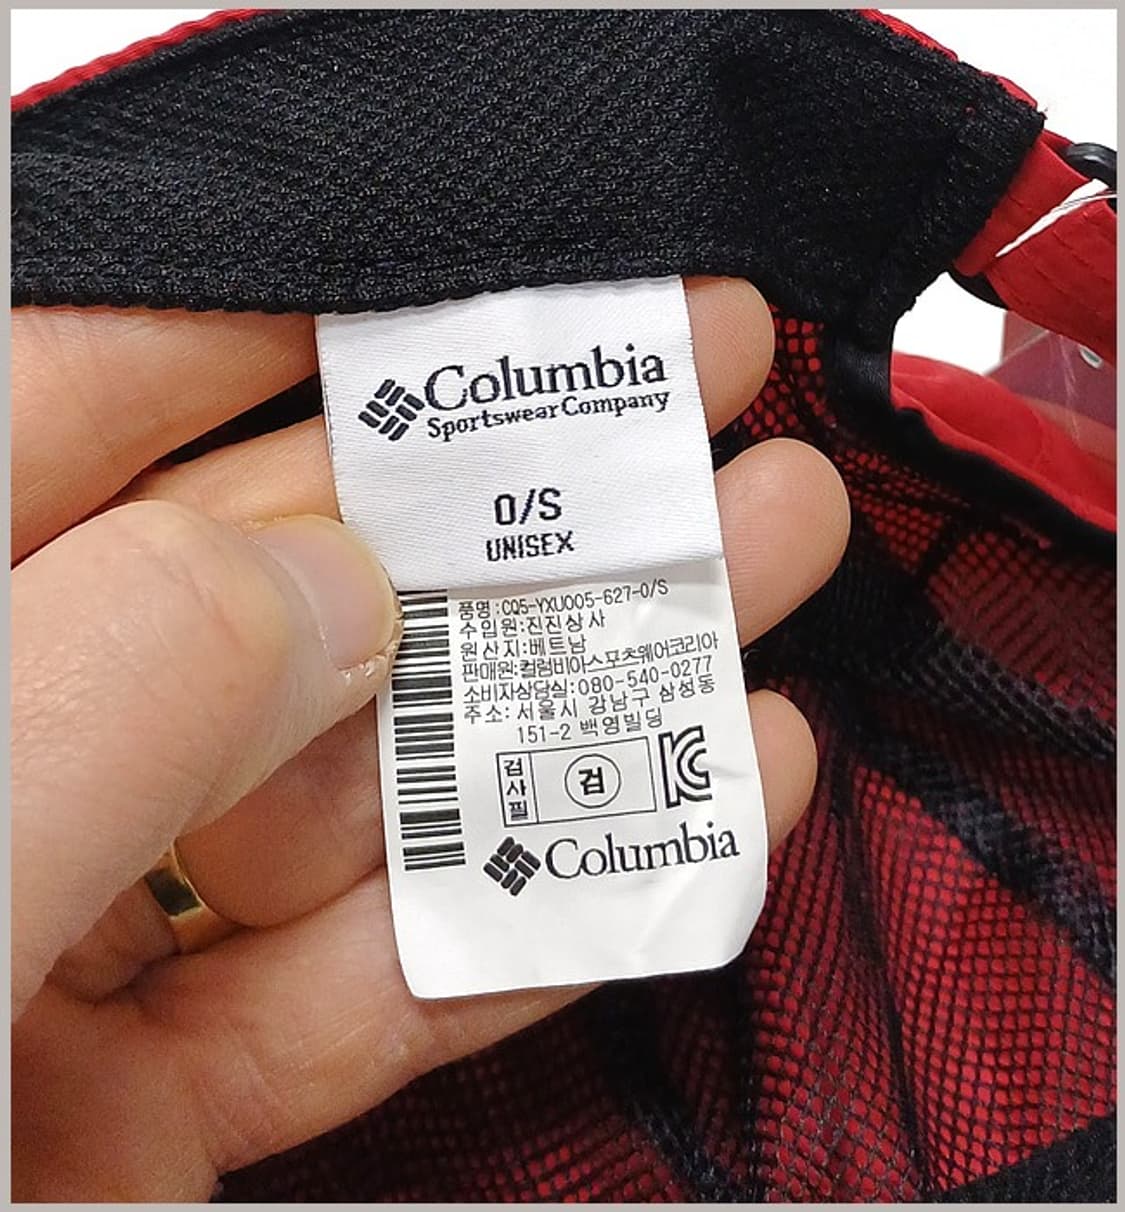 Columbia
Sportswear Company
O/S
UNISEX
품명:CQ5-YXU005-627-O/S
수입원:진진상사
원산지:베트남
판매원:컬럼비아스포츠웨어코리아
소비자상담실:080-540-0277
주소: 서울시 강남구 삼성동
151-2 백영빌딩
검사필 검 KC
Columbia